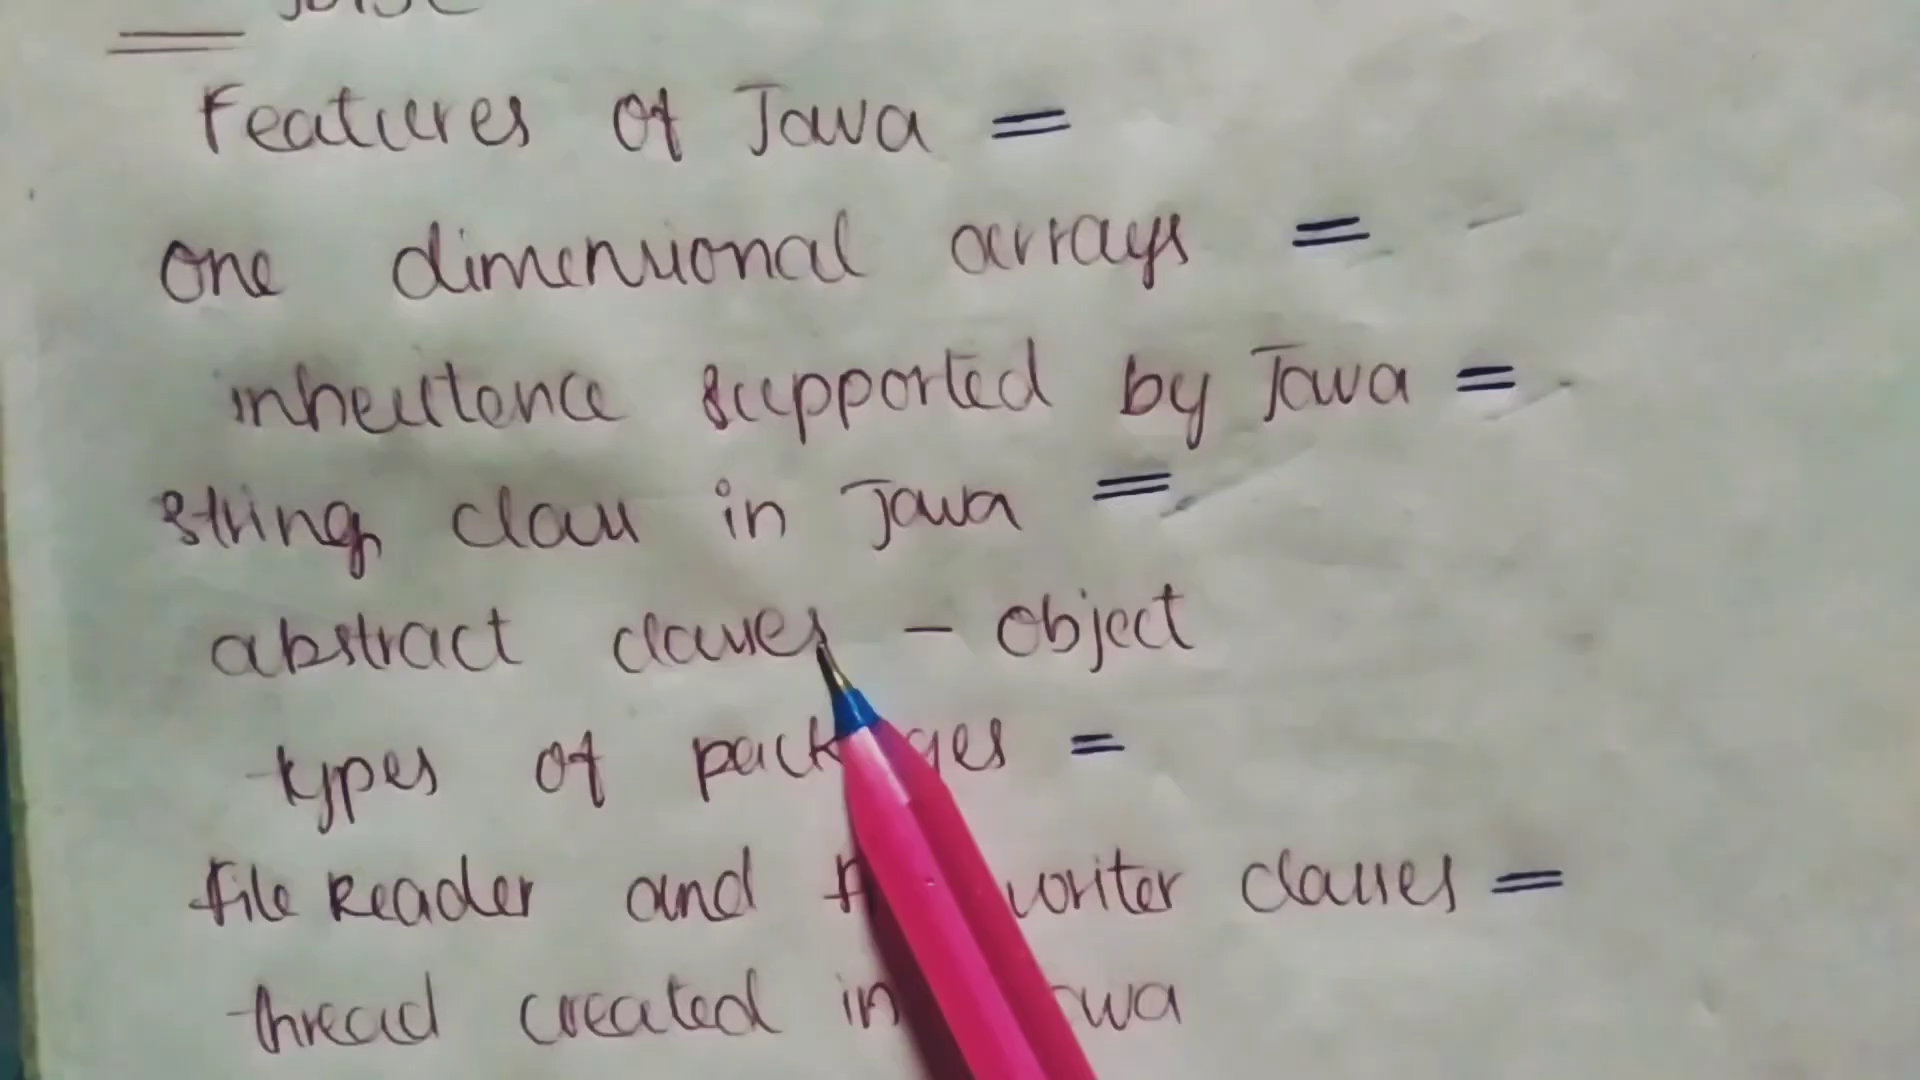 Features of Java =
One dimensional arrays =
inheritence supported by Java =
String class in Java =
abstract classes - object
types of packages =
file Reader and writer classes =
thread created in